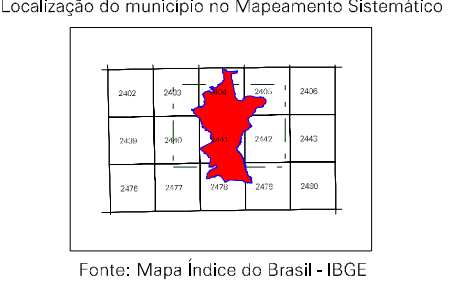 Localização do município no Mapeamento Sistemático
2402 2403 2404 2405 2406
2439 2440 2441 2442 2443
2476 2477 2478 2479 2480
Fonte: Mapa Índice do Brasil - IBGE